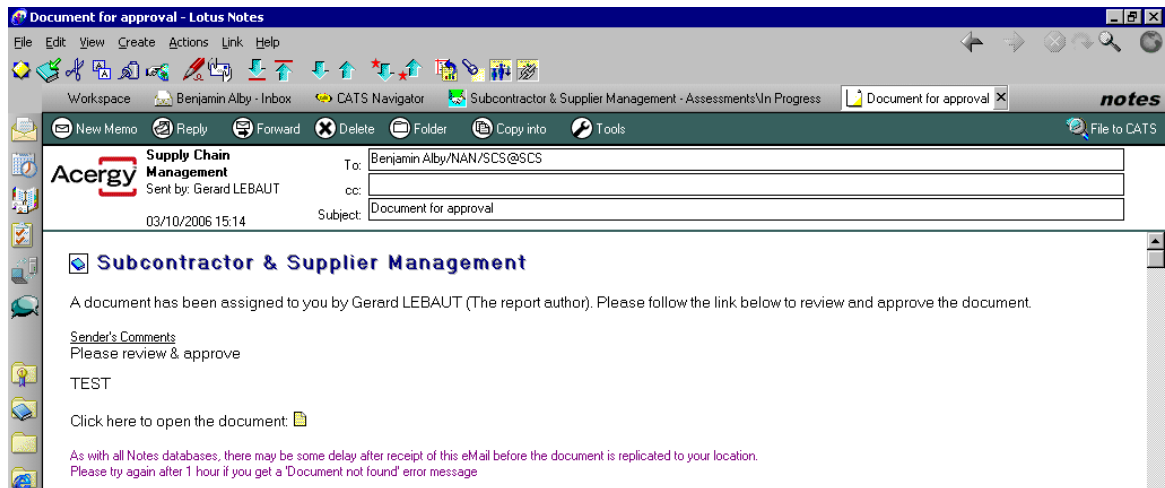 Document for approval - Lotus Notes
File Edit View Create Actions Link Help
Workspace Benjamin Alby - Inbox CATS Navigator Subcontractor & Supplier Management - Assessments\In Progress Document for approval notes
New Memo Reply Forward Delete Folder Copy into Tools File to CATS
Acergy
Supply Chain
Management
Sent by: Gerard LEBAUT
03/10/2006 15:14
To: Benjamin Alby/NAN/SCS@SCS
cc:
Subject: Document for approval
Subcontractor & Supplier Management
A document has been assigned to you by Gerard LEBAUT (The report author). Please follow the link below to review and approve the document.
Sender's Comments
Please review & approve
TEST
Click here to open the document:
As with all Notes databases, there may be some delay after receipt of this eMail before the document is replicated to your location.
Please try again after 1 hour if you get a 'Document not found' error message